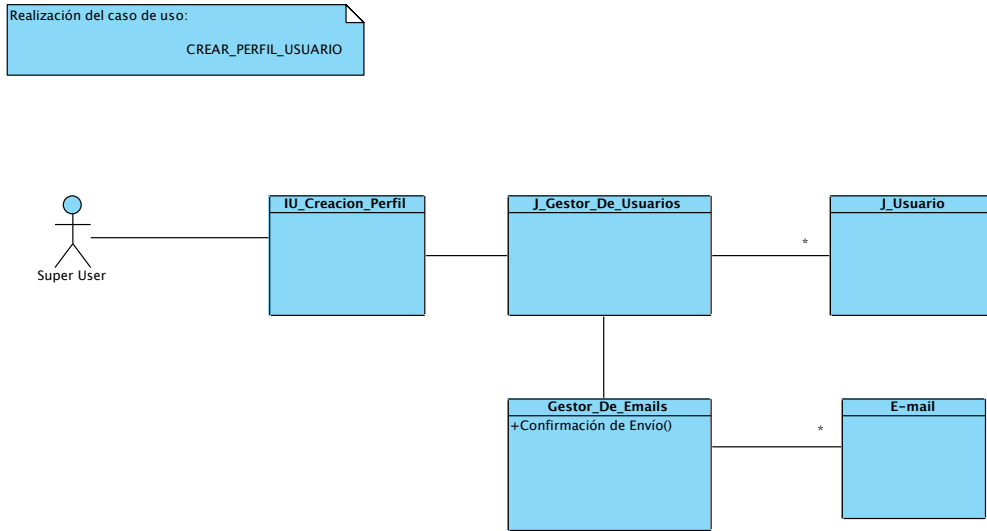 Realización del caso de uso:
CREAR_PERFIL_USUARIO
IU_Creacion_Perfil
J_Gestor_De_Usuarios
J_Usuario
*
Super User
Gestor_De_Emails
+Confirmación de Envío()
*
E-mail